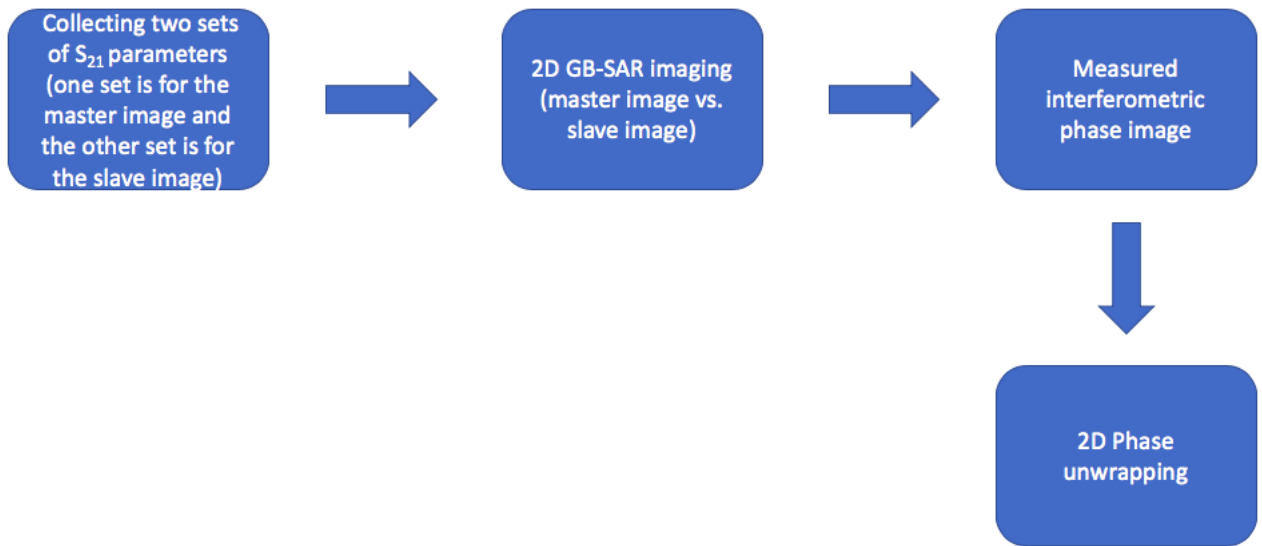 Collecting two sets
of S₂₁ parameters
(one set is for the
master image and
the other set is for
the slave image)
2D GB-SAR imaging
(master image vs.
slave image)
Measured
interferometric
phase image
2D Phase
unwrapping